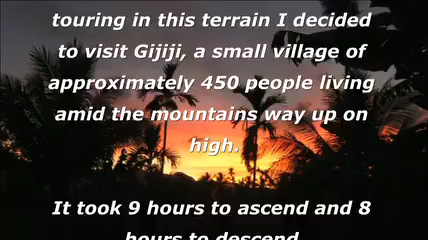 touring in this terrain I decided
to visit Gijiji, a small village of
approximately 450 people living
amid the mountains way up on
high.
It took 9 hours to ascend and 8
hours to descend